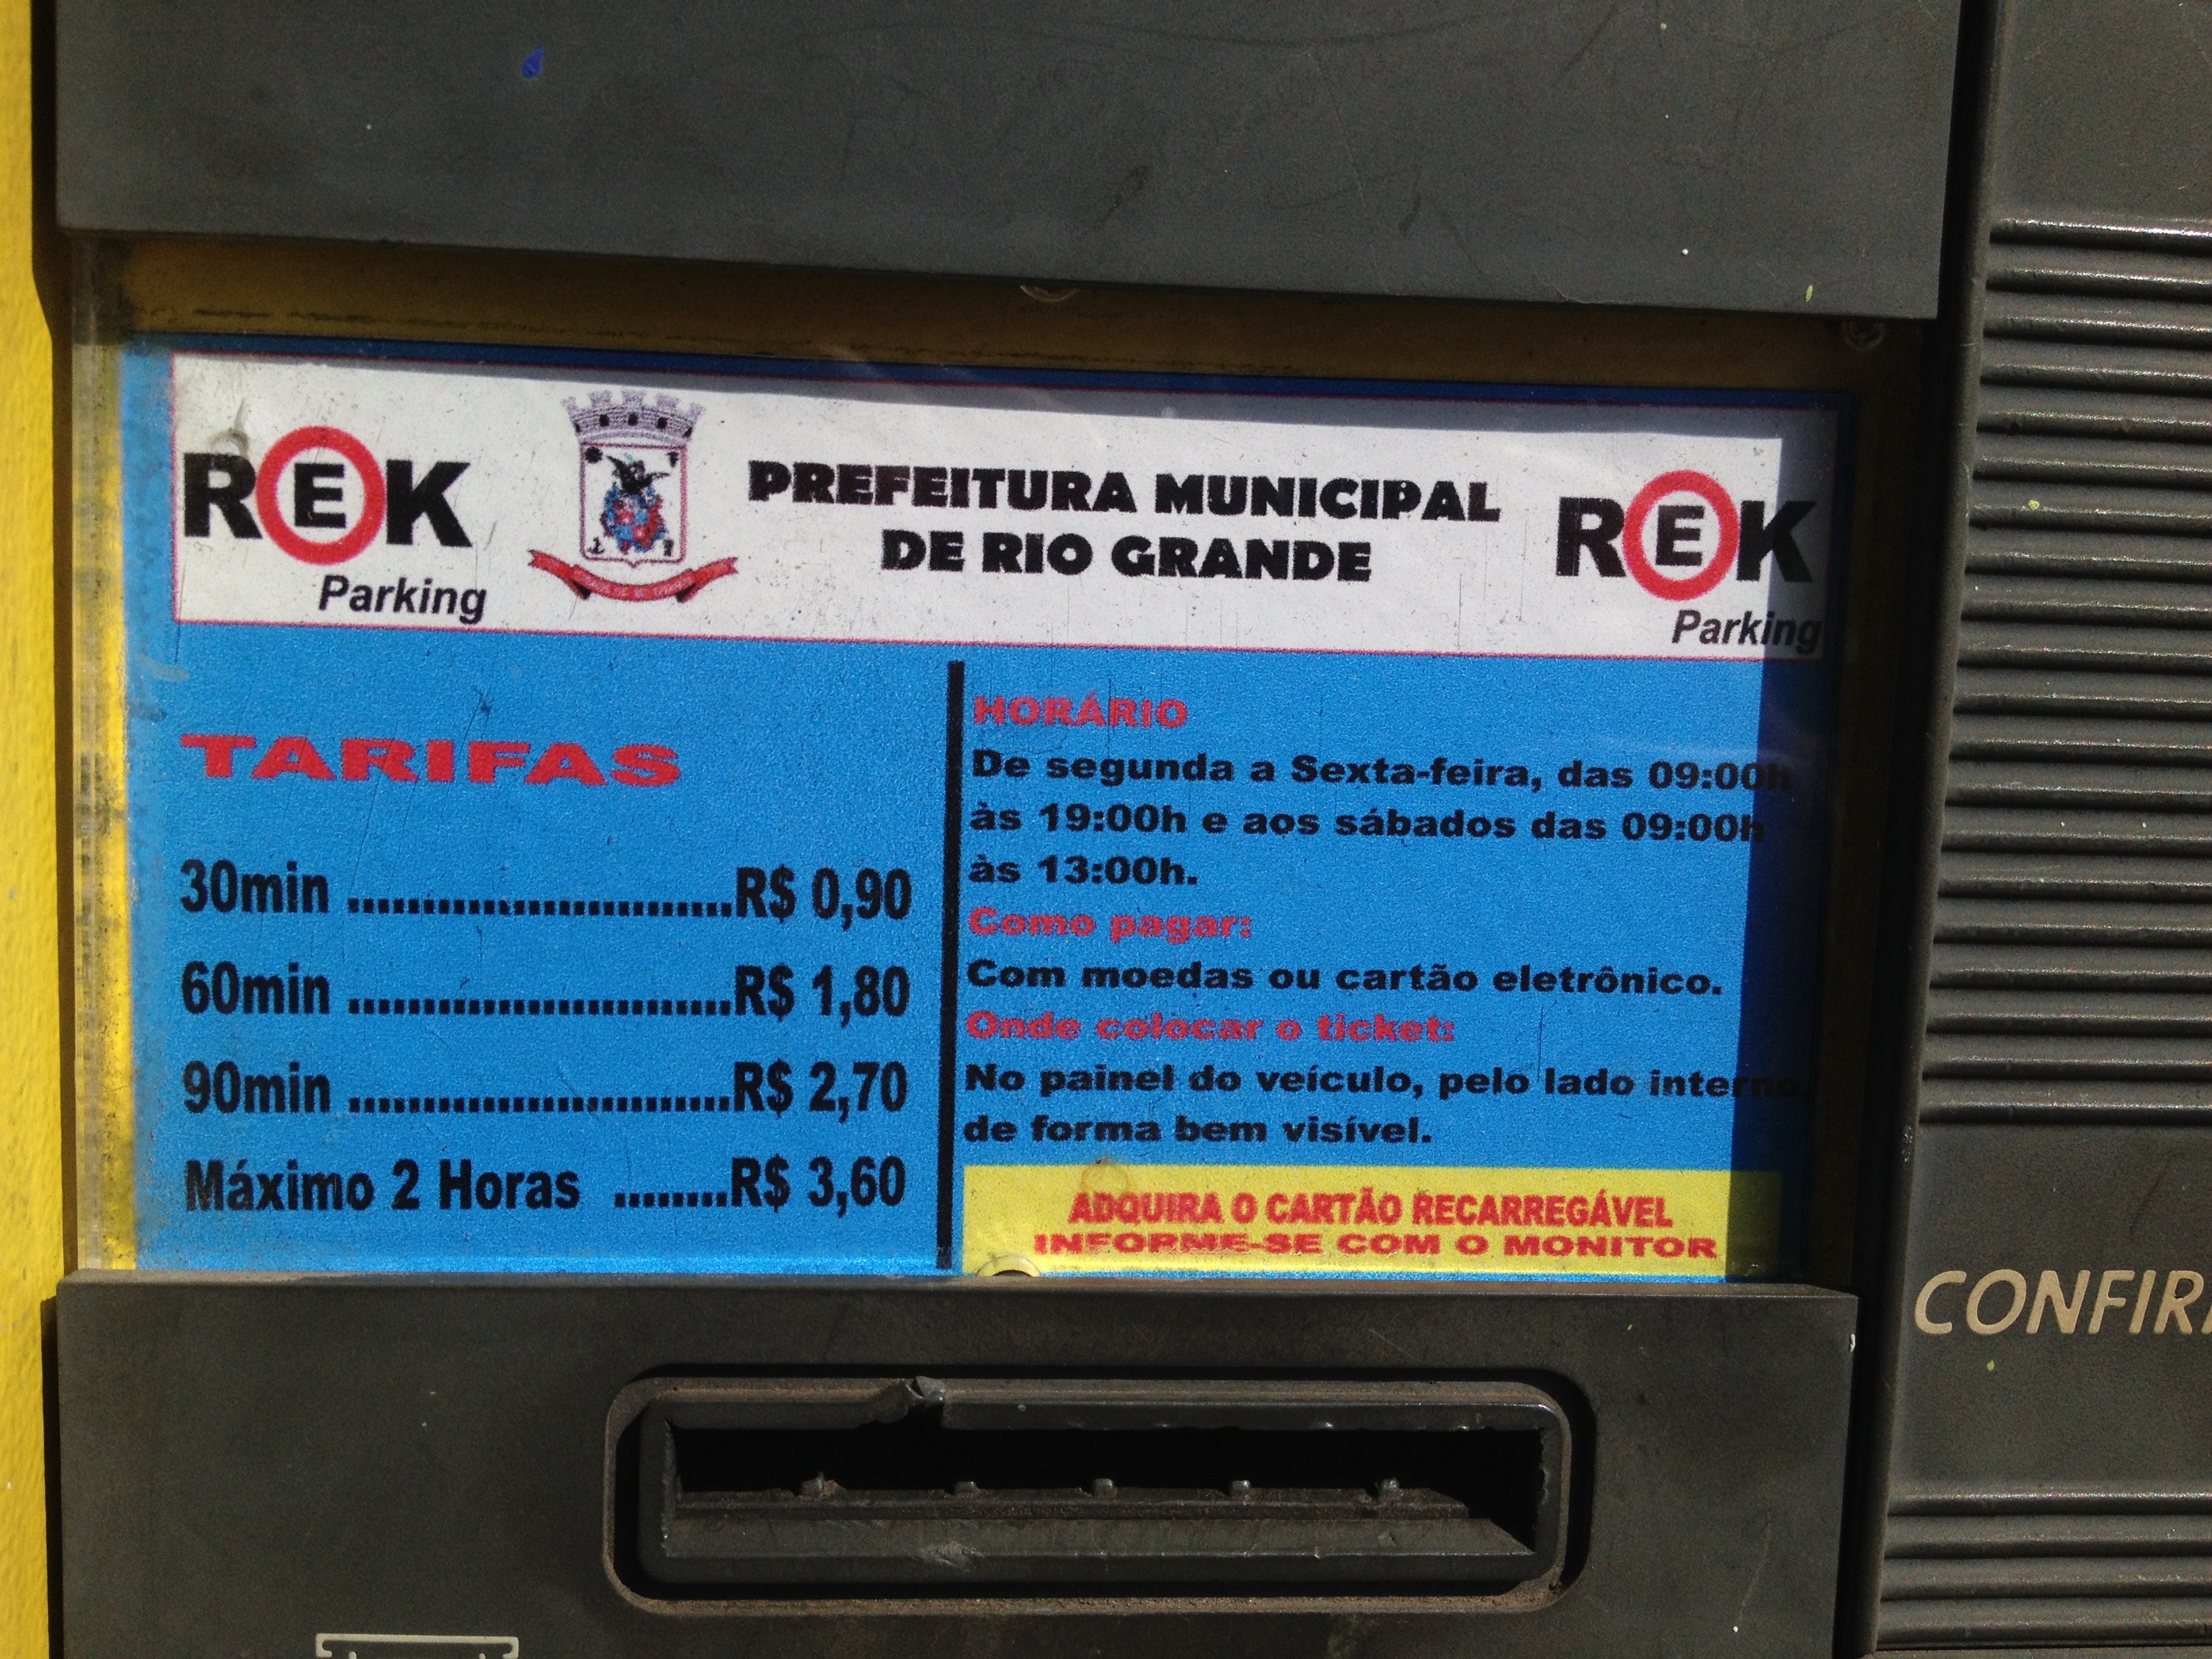 REK
Parking
PREFEITURA MUNICIPAL
DE RIO GRANDE
REK
Parking
TARIFAS
30min ..........................R$ 0,90
60min ..........................R$ 1,80
90min ..........................R$ 2,70
Máximo 2 Horas ........R$ 3,60
HORÁRIO
De segunda a Sexta-feira, das 09:00h
às 19:00h e aos sábados das 09:00h
às 13:00h.
Como pagar:
Com moedas ou cartão eletrônico.
Onde colocar o ticket:
No painel do veículo, pelo lado interno,
de forma bem visível.
ADQUIRA O CARTÃO RECARREGÁVEL
INFORME-SE COM O MONITOR
CONFIR